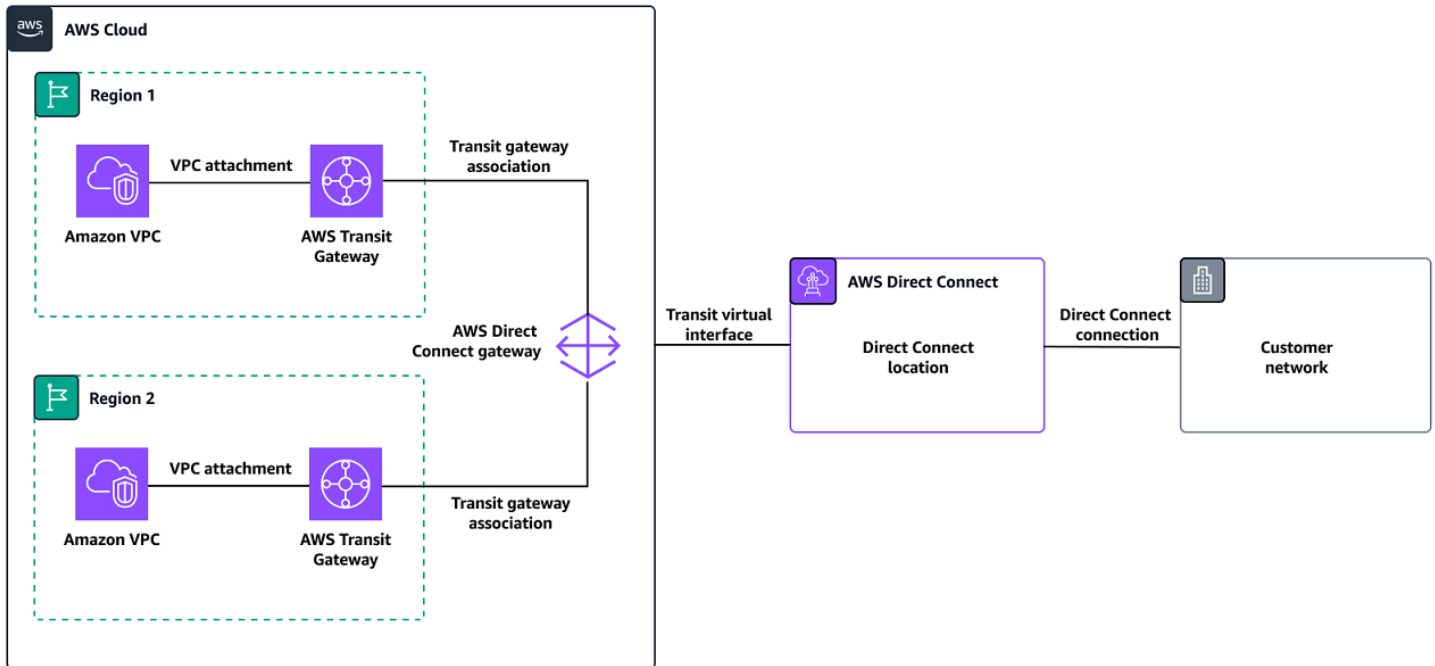 aws
AWS Cloud
Region 1
VPC attachment
Amazon VPC
AWS Transit
Gateway
Transit gateway
association
AWS Direct
Connect gateway
Region 2
VPC attachment
Amazon VPC
AWS Transit
Gateway
Transit gateway
association
Transit virtual
interface
AWS Direct Connect
Direct Connect
location
Direct Connect
connection
Customer
network